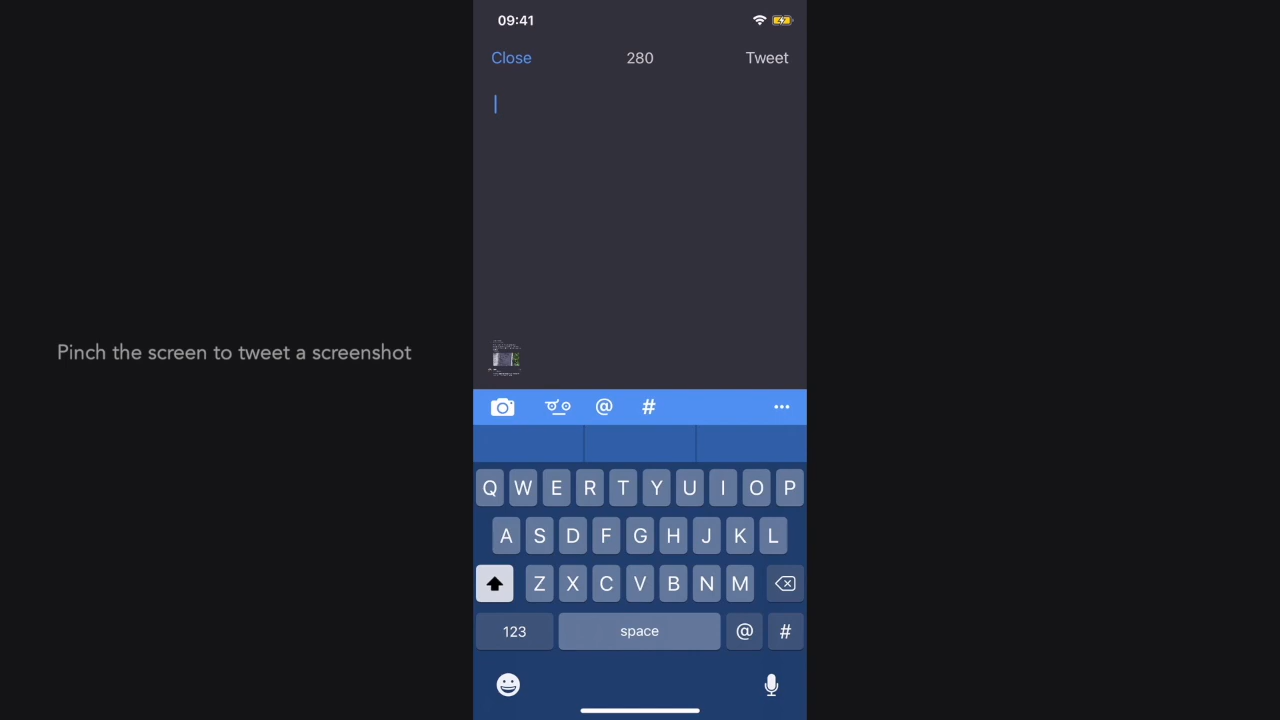 09:41
Close 280 Tweet
Pinch the screen to tweet a screenshot
@ #
Q W E R T Y U I O P
A S D F G H J K L
Z X C V B N M
123 space @ #